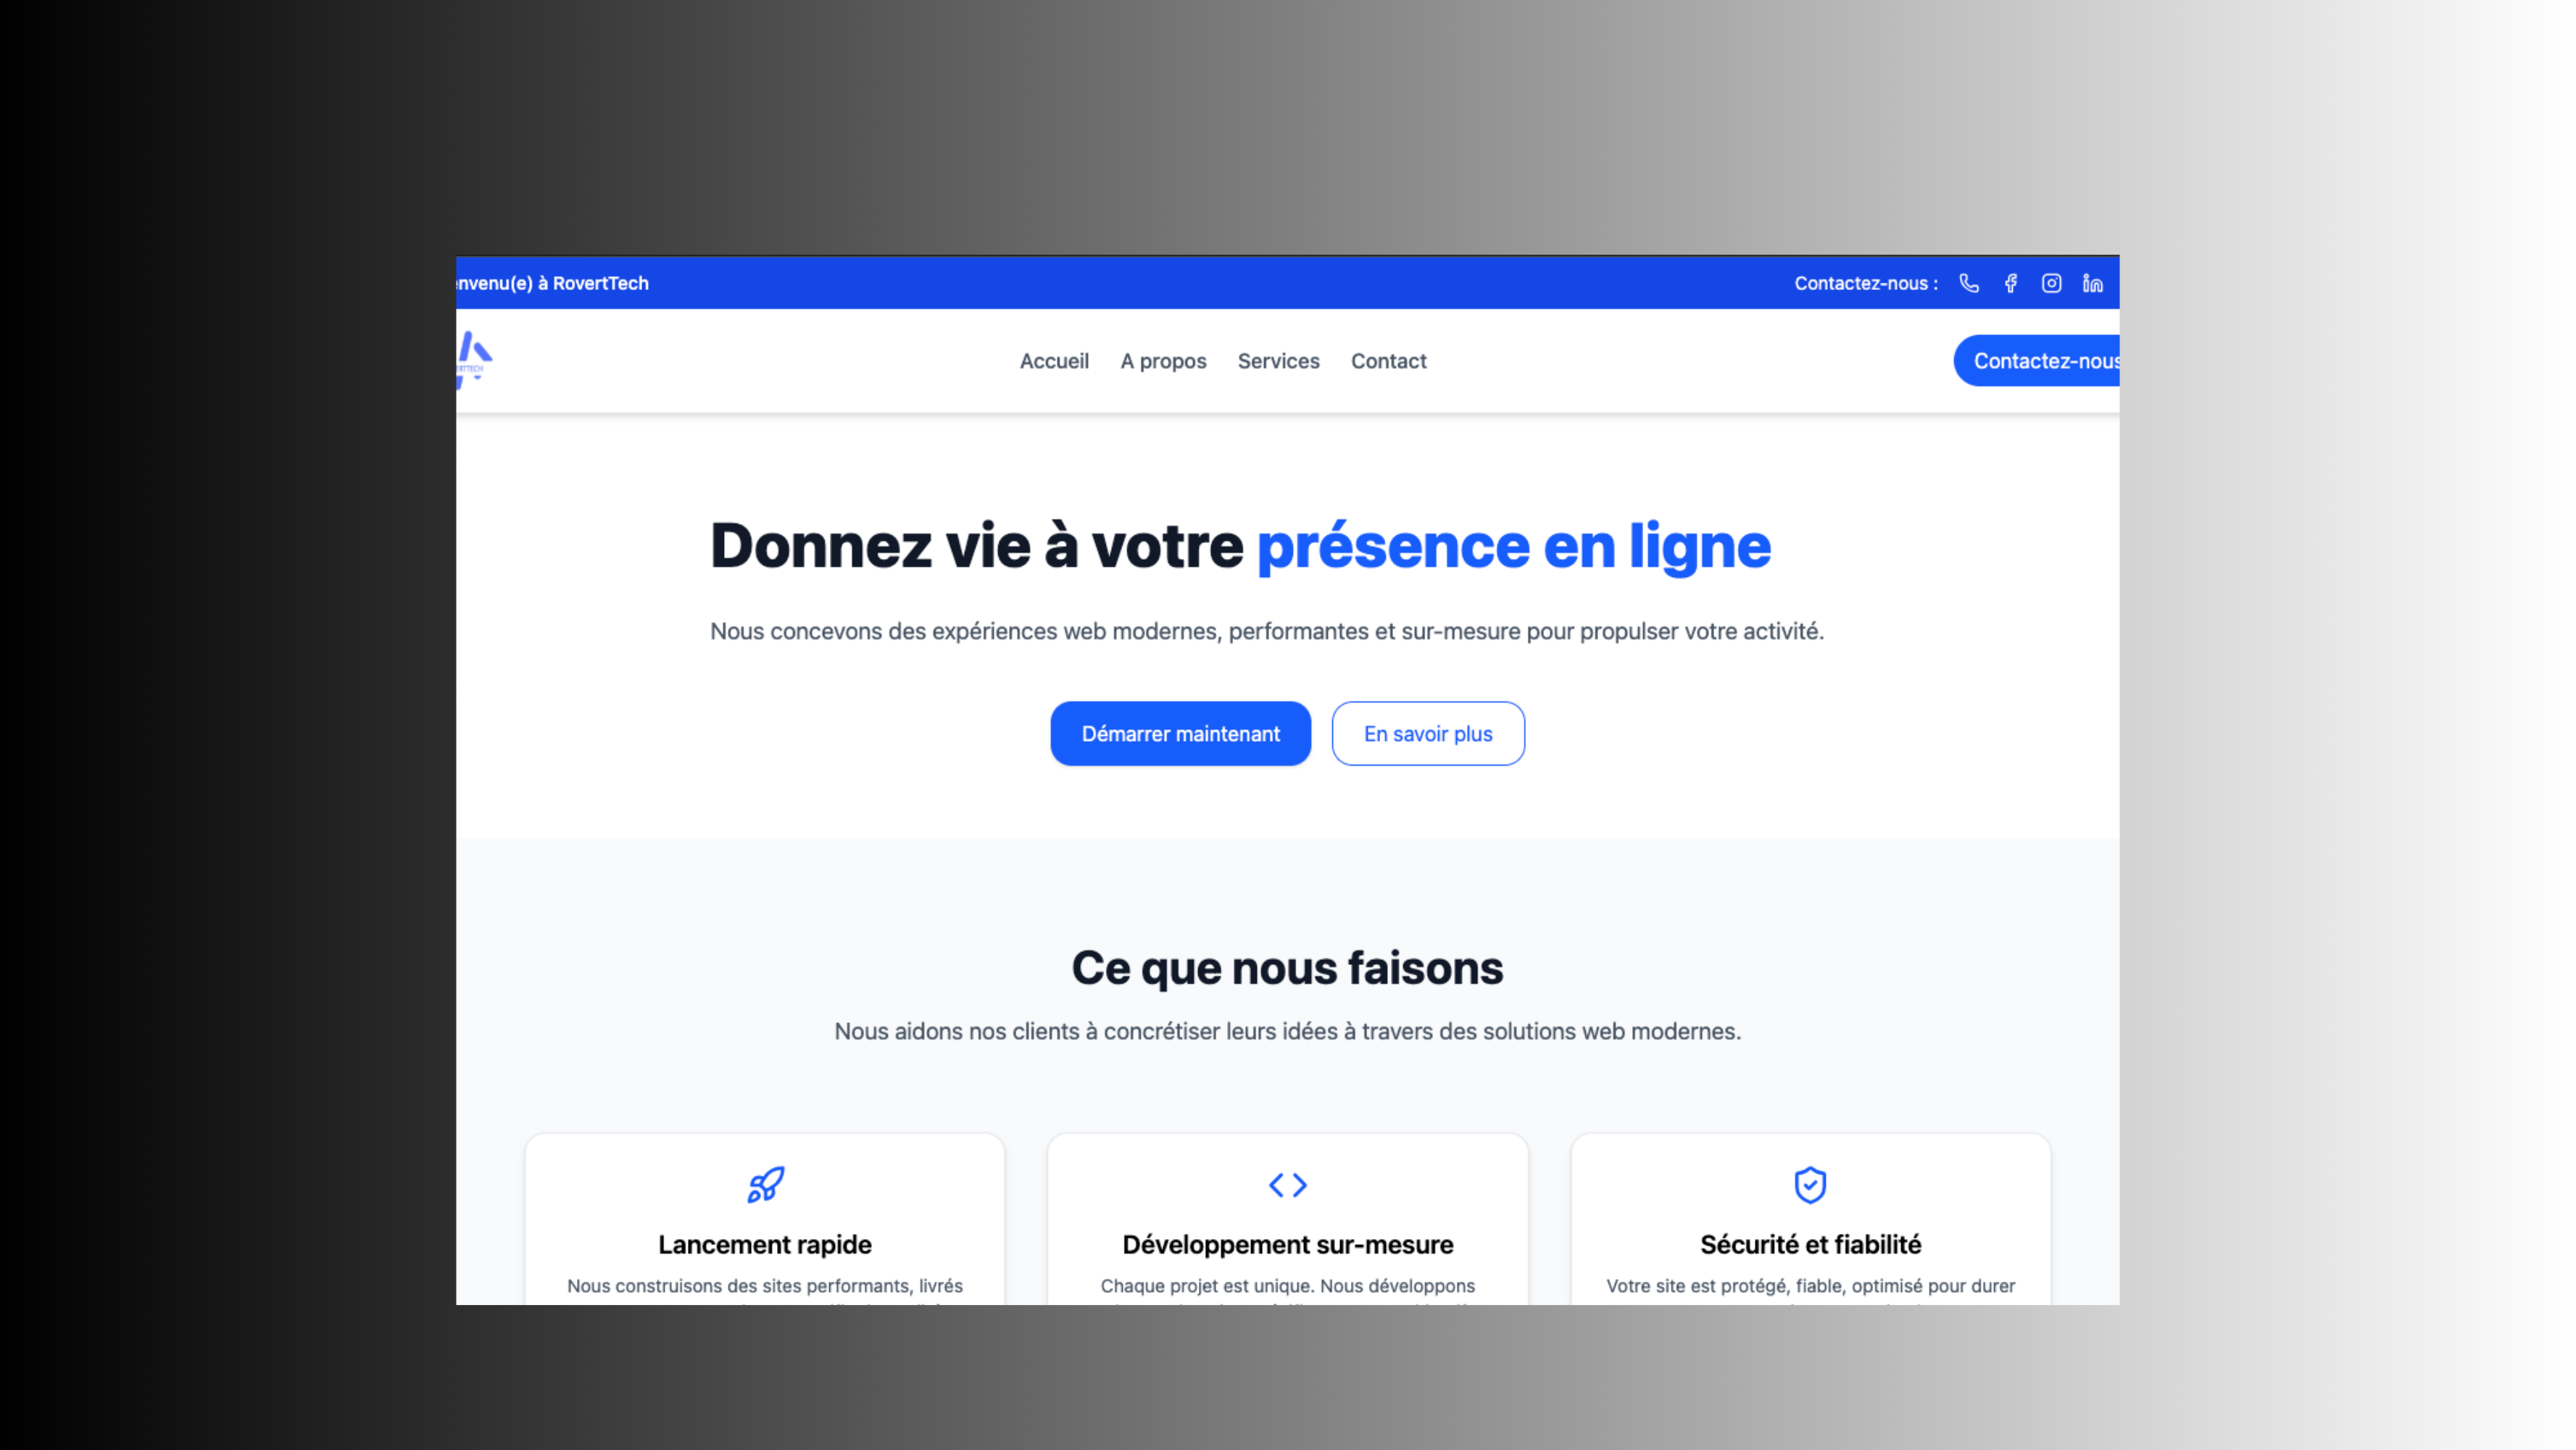 envenu(e) à RovertTech
Contactez-nous :
Accueil A propos Services Contact
Contactez-nous
Donnez vie à votre présence en ligne
Nous concevons des expériences web modernes, performantes et sur-mesure pour propulser votre activité.
Démarrer maintenant
En savoir plus
Ce que nous faisons
Nous aidons nos clients à concrétiser leurs idées à travers des solutions web modernes.
Lancement rapide
Nous construisons des sites performants, livrés
Développement sur-mesure
Chaque projet est unique. Nous développons
Sécurité et fiabilité
Votre site est protégé, fiable, optimisé pour durer